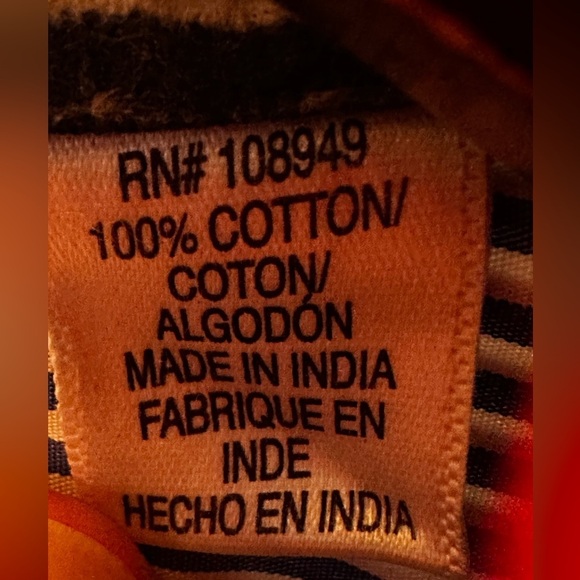 RN# 108949
100% COTTON/
COTON/
ALGODÓN
MADE IN INDIA
FABRIQUE EN
INDE
HECHO EN INDIA